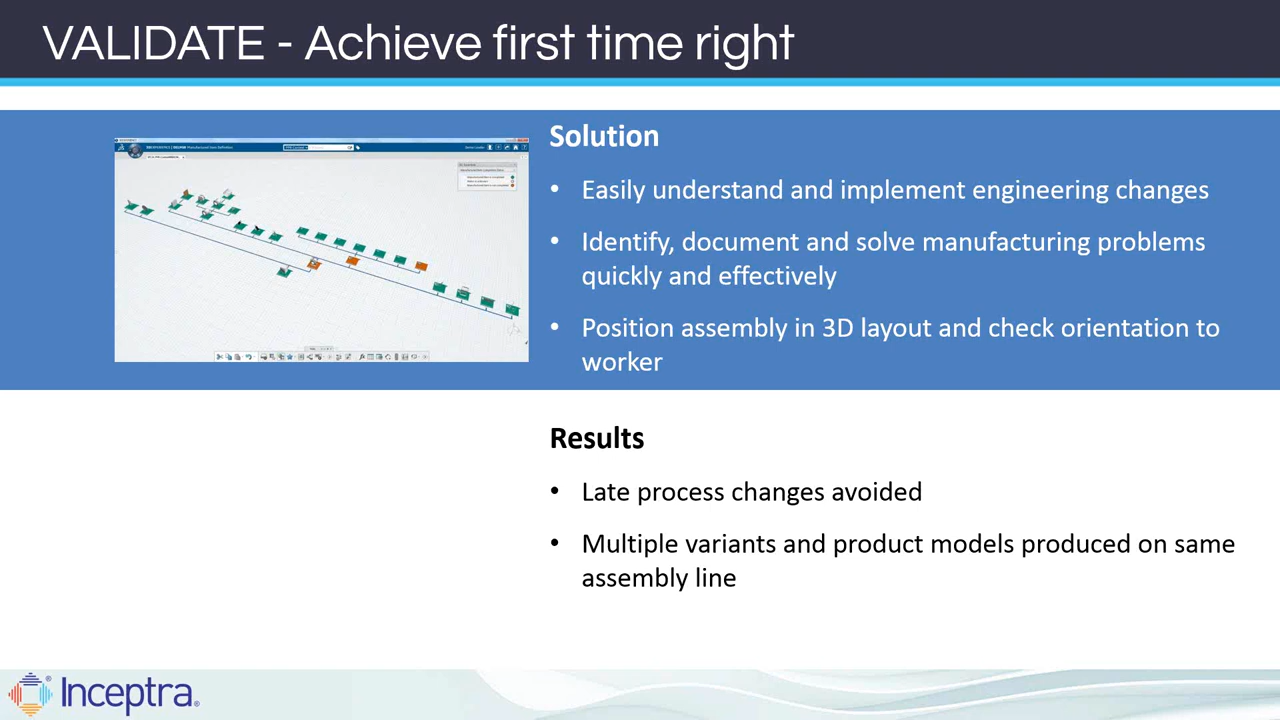 VALIDATE - Achieve first time right
Solution
• Easily understand and implement engineering changes
• Identify, document and solve manufacturing problems
quickly and effectively
• Position assembly in 3D layout and check orientation to
worker
Results
• Late process changes avoided
• Multiple variants and product models produced on same
assembly line
Inceptra®